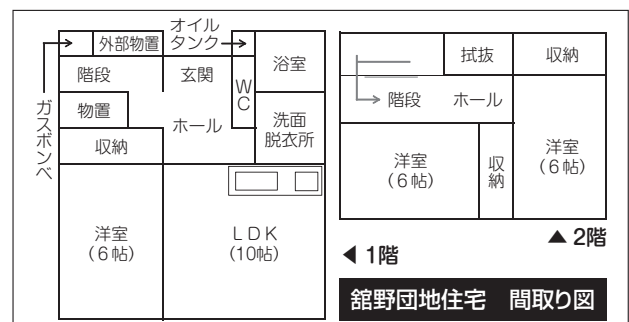 オイル
タンク
外部物置
浴室
階段
玄関
WC
物置
ホール
洗面
脱衣所
収納
ガスボンベ
洋室
(6帖)
LDK
(10帖)
拭抜
収納
階段
ホール
洋室
(6帖)
収納
洋室
(6帖)
▲2階
◀1階
舘野団地住宅　間取り図